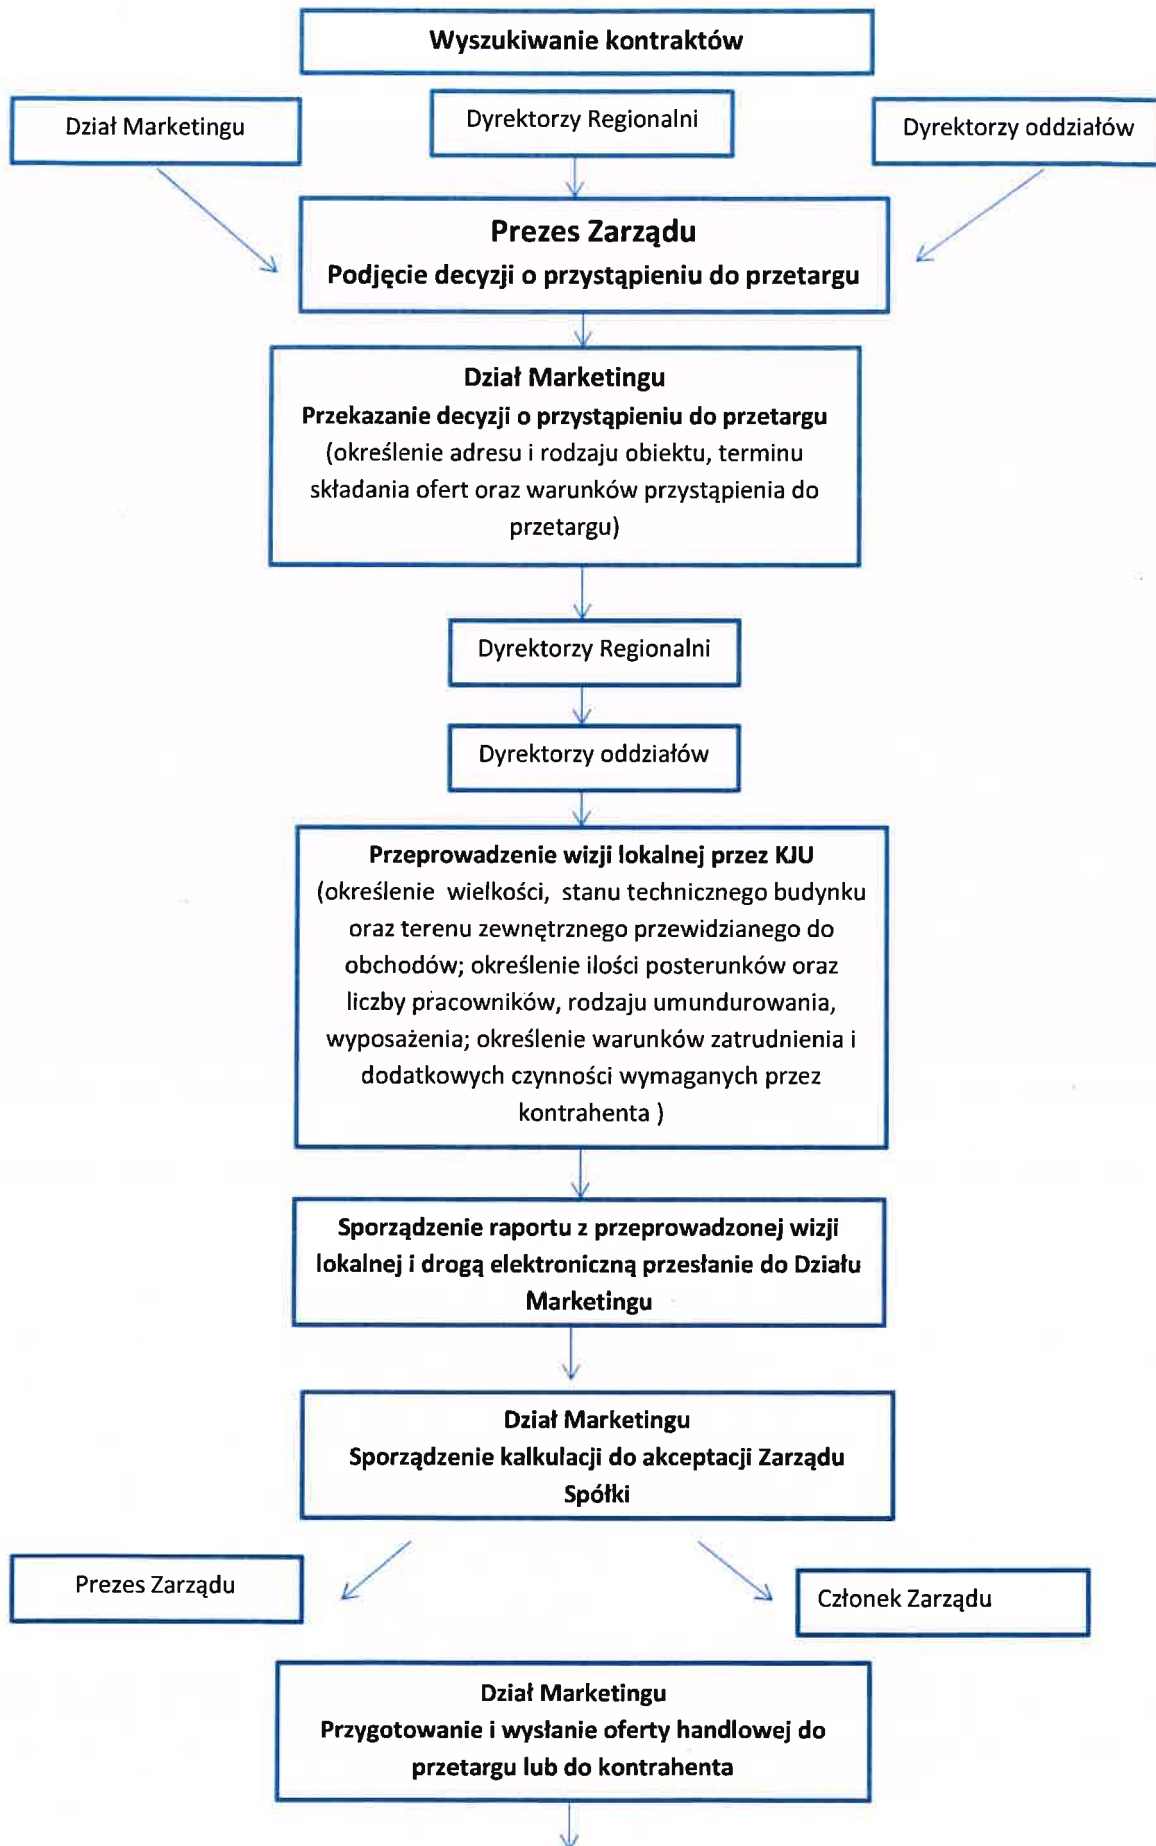 Wyszukiwanie kontraktów
Dział Marketingu
Dyrektorzy Regionalni
Dyrektorzy oddziałów
Prezes Zarządu
Podjęcie decyzji o przystąpieniu do przetargu
Dział Marketingu
Przekazanie decyzji o przystąpieniu do przetargu
(określenie adresu i rodzaju obiektu, terminu
składania ofert oraz warunków przystąpienia do
przetargu)
Dyrektorzy Regionalni
Dyrektorzy oddziałów
Przeprowadzenie wizji lokalnej przez KJU
(określenie wielkości, stanu technicznego budynku
oraz terenu zewnętrznego przewidzianego do
obchodów; określenie ilości posterunków oraz
liczby pracowników, rodzaju umundurowania,
wyposażenia; określenie warunków zatrudnienia i
dodatkowych czynności wymaganych przez
kontrahenta )
Sporządzenie raportu z przeprowadzonej wizji
lokalnej i drogą elektroniczną przesłanie do Działu
Marketingu
Dział Marketingu
Sporządzenie kalkulacji do akceptacji Zarządu
Spółki
Prezes Zarządu
Członek Zarządu
Dział Marketingu
Przygotowanie i wysłanie oferty handlowej do
przetargu lub do kontrahenta